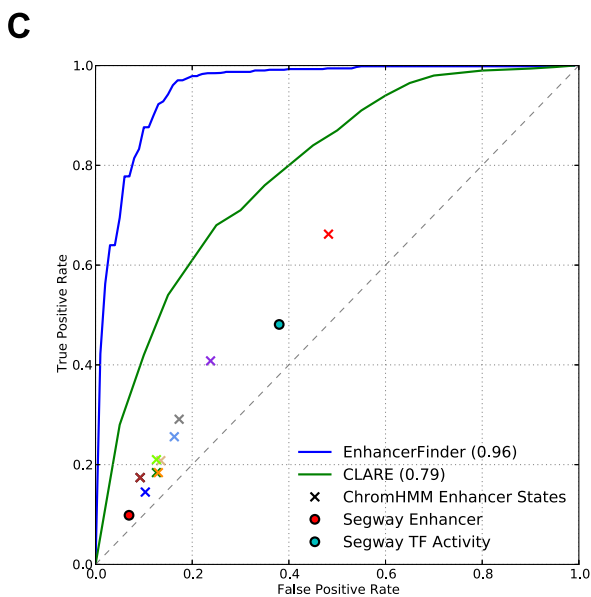 C
1.0
0.8
0.6
0.4
0.2
0.0
True Positive Rate
0.0 0.2 0.4 0.6 0.8 1.0
False Positive Rate
EnhancerFinder (0.96)
CLARE (0.79)
ChromHMM Enhancer States
Segway Enhancer
Segway TF Activity